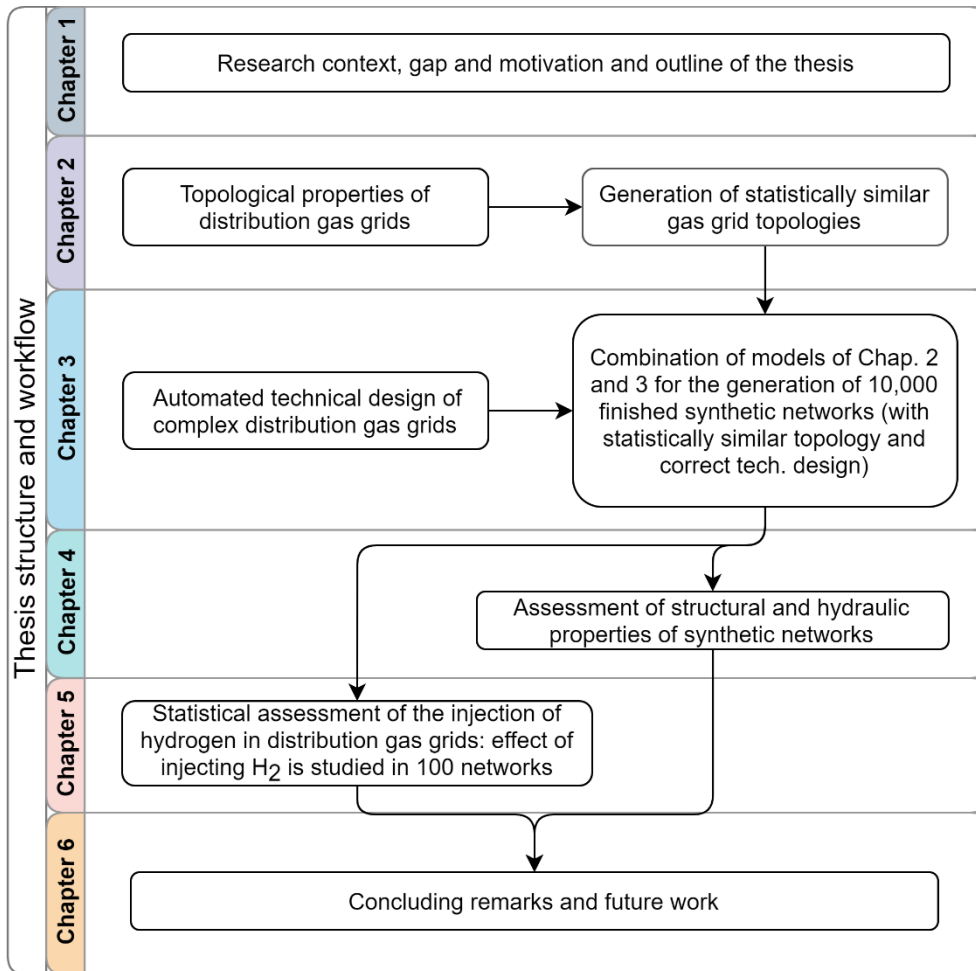 Thesis structure and workflow
Chapter 1
Research context, gap and motivation and outline of the thesis
Chapter 2
Topological properties of
distribution gas grids
Generation of statistically similar
gas grid topologies
Chapter 3
Automated technical design of
complex distribution gas grids
Combination of models of Chap. 2
and 3 for the generation of 10,000
finished synthetic networks (with
statistically similar topology and
correct tech. design)
Chapter 4
Assessment of structural and hydraulic
properties of synthetic networks
Chapter 5
Statistical assessment of the injection of
hydrogen in distribution gas grids: effect of
injecting H2 is studied in 100 networks
Chapter 6
Concluding remarks and future work